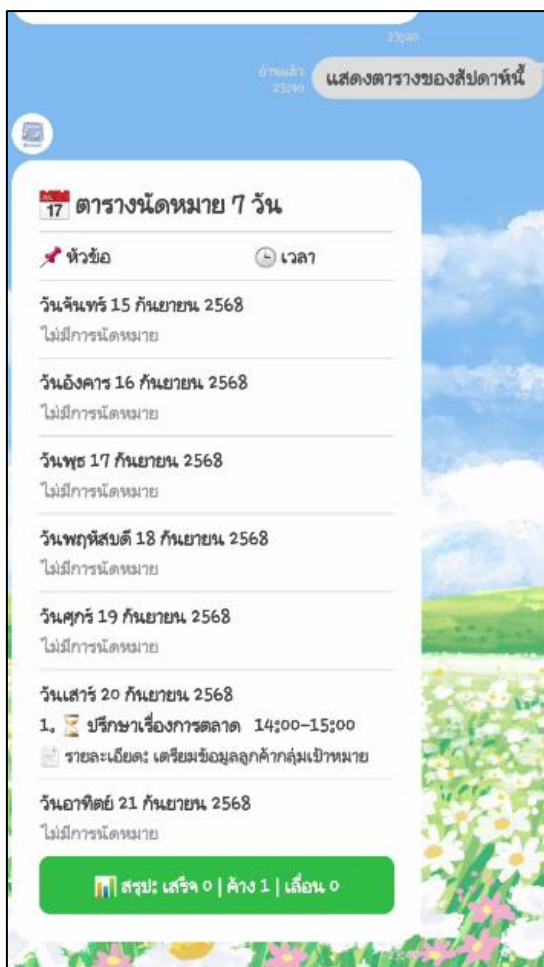 23:40
อ่านแล้ว
23:40
แสดงตารางของสัปดาห์นี้
17 ตารางนัดหมาย 7 วัน
หัวข้อ เวลา
วันจันทร์ 15 กันยายน 2568
ไม่มีการนัดหมาย
วันอังคาร 16 กันยายน 2568
ไม่มีการนัดหมาย
วันพุธ 17 กันยายน 2568
ไม่มีการนัดหมาย
วันพฤหัสบดี 18 กันยายน 2568
ไม่มีการนัดหมาย
วันศุกร์ 19 กันยายน 2568
ไม่มีการนัดหมาย
วันเสาร์ 20 กันยายน 2568
1. ปรึกษาเรื่องการตลาด 14:00-15:00
รายละเอียด: เตรียมข้อมูลลูกค้ากลุ่มเป้าหมาย
วันอาทิตย์ 21 กันยายน 2568
ไม่มีการนัดหมาย
สรุป: เสร็จ 0 | ค้าง 1 | เลื่อน 0